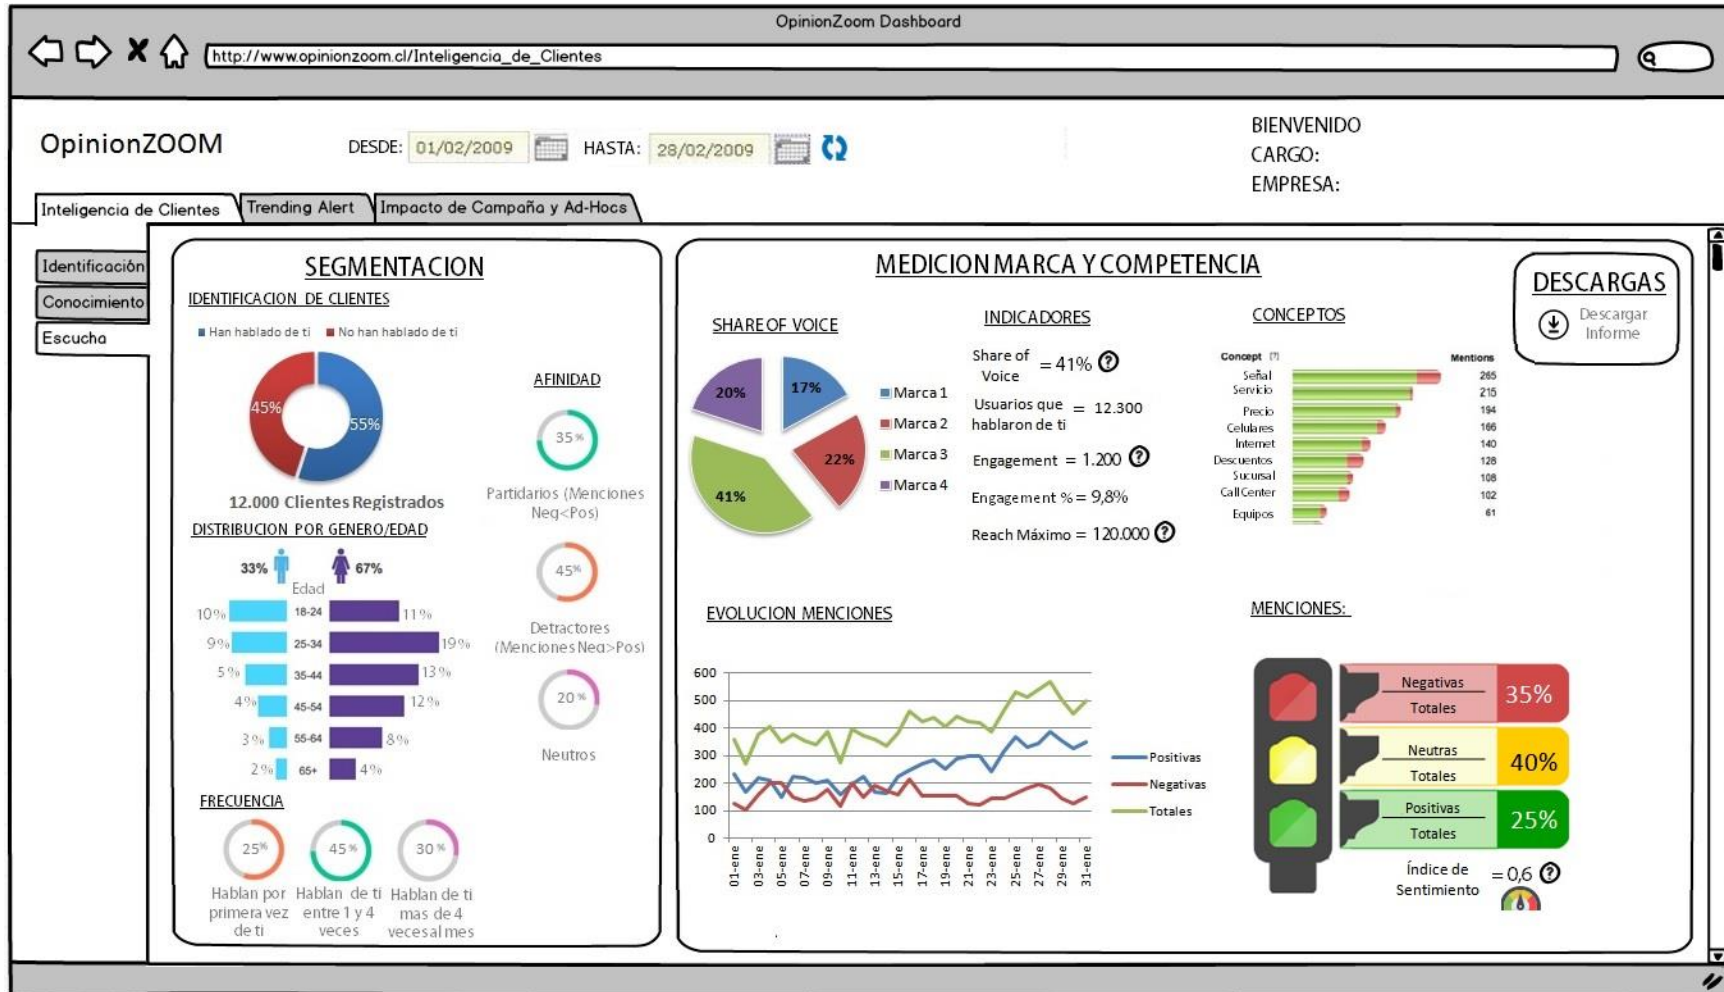 OpinionZoom Dashboard
http://www.opinionzoom.cl/Inteligencia_de_Clientes
OpinionZOOM
DESDE: 01/02/2009 HASTA: 28/02/2009
BIENVENIDO
CARGO:
EMPRESA:
Inteligencia de Clientes
Trending Alert
Impacto de Campaña y Ad-Hocs
Identificación
Conocimiento
Escucha
SEGMENTACION
IDENTIFICACION DE CLIENTES
Han hablado de ti
No han hablado de ti
45%
55%
12.000 Clientes Registrados
DISTRIBUCION POR GENERO/EDAD
33%
67%
Edad
10% 18-24 11%
9% 25-34 19%
5% 35-44 13%
4% 45-54 12%
3% 55-64 8%
2% 65+ 4%
FRECUENCIA
25%
Hablan por
primera vez
de ti
45%
Hablan de ti
entre 1 y 4
veces
30%
Hablan de ti
mas de 4
veces al mes
AFINIDAD
35%
Partidarios (Menciones
Neg<Pos)
45%
Detractores
(Menciones Neg>Pos)
20%
Neutros
MEDICION MARCA Y COMPETENCIA
SHARE OF VOICE
20%
17%
22%
41%
Marca 1
Marca 2
Marca 3
Marca 4
INDICADORES
Share of
Voice = 41% ?
Usuarios que
hablaron de ti = 12.300
Engagement = 1.200 ?
Engagement % = 9,8%
Reach Máximo = 120.000 ?
CONCEPTOS
Concept [?] Mentions
Señal 265
Servicio 215
Precio 194
Celulares 166
Internet 140
Descuentos 128
Sucursal 108
Call Center 102
Equipos 61
DESCARGAS
Descargar
Informe
EVOLUCION MENCIONES
600
500
400
300
200
100
0
01-ene
03-ene
05-ene
07-ene
09-ene
11-ene
13-ene
15-ene
17-ene
19-ene
21-ene
23-ene
25-ene
27-ene
29-ene
31-ene
Positivas
Negativas
Totales
MENCIONES:
Negativas
Totales
35%
Neutras
Totales
40%
Positivas
Totales
25%
Índice de
Sentimiento = 0,6 ?